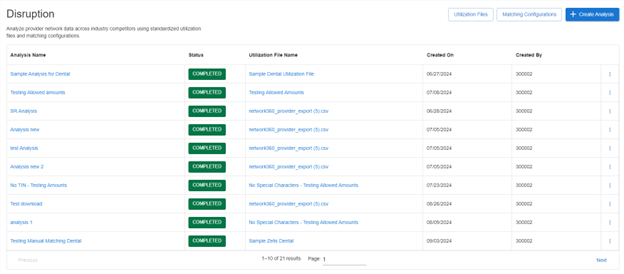 Disruption
Utilization Files
Matching Configurations
+ Create Analysis
Analyze provider network data across industry competitors using standardized utilization
files and matching configurations.
Analysis Name Status Utilization File Name Created On Created By
Sample Analysis for Dental COMPLETED Sample Dental Utilization File 06/27/2024 300002
Testing Allowed amounts COMPLETED Testing Allowed Amounts 07/08/2024 300002
SR Analysis COMPLETED network360_provider_export (5).csv 06/28/2024 300002
Analysis new COMPLETED network360_provider_export (5).csv 07/05/2024 300002
test Analysis COMPLETED network360_provider_export (5).csv 07/05/2024 300002
Analysis new 2 COMPLETED network360_provider_export (5).csv 07/05/2024 300002
No TIN - Testing Amounts COMPLETED No Special Characters - Testing Allowed Amounts 07/23/2024 300002
Test download COMPLETED network360_provider_export (5).csv 08/26/2024 300002
analysis 1 COMPLETED No Special Characters - Testing Allowed Amounts 08/09/2024 300002
Testing Manual Matching Dental COMPLETED Sample Zelis Dental 09/03/2024 300002
Previous 1–10 of 21 results Page: 1 Next